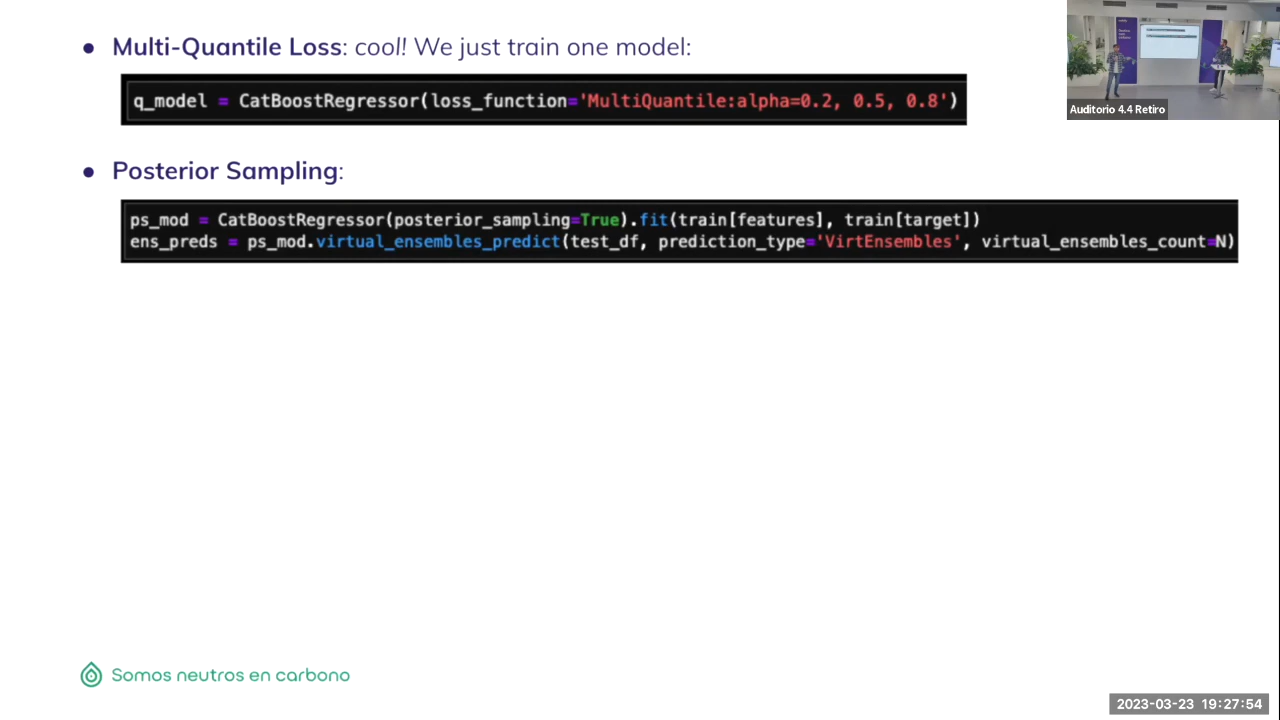 • Multi-Quantile Loss: cool! We just train one model:
q_model = CatBoostRegressor(loss_function='MultiQuantile:alpha=0.2, 0.5, 0.8')
• Posterior Sampling:
ps_mod = CatBoostRegressor(posterior_sampling=True).fit(train[features], train[target])
ens_preds = ps_mod.virtual_ensembles_predict(test_df, prediction_type='VirtEnsembles', virtual_ensembles_count=N)
Auditorio 4.4 Retiro
Somos neutros en carbono
2023-03-23 19:27:54